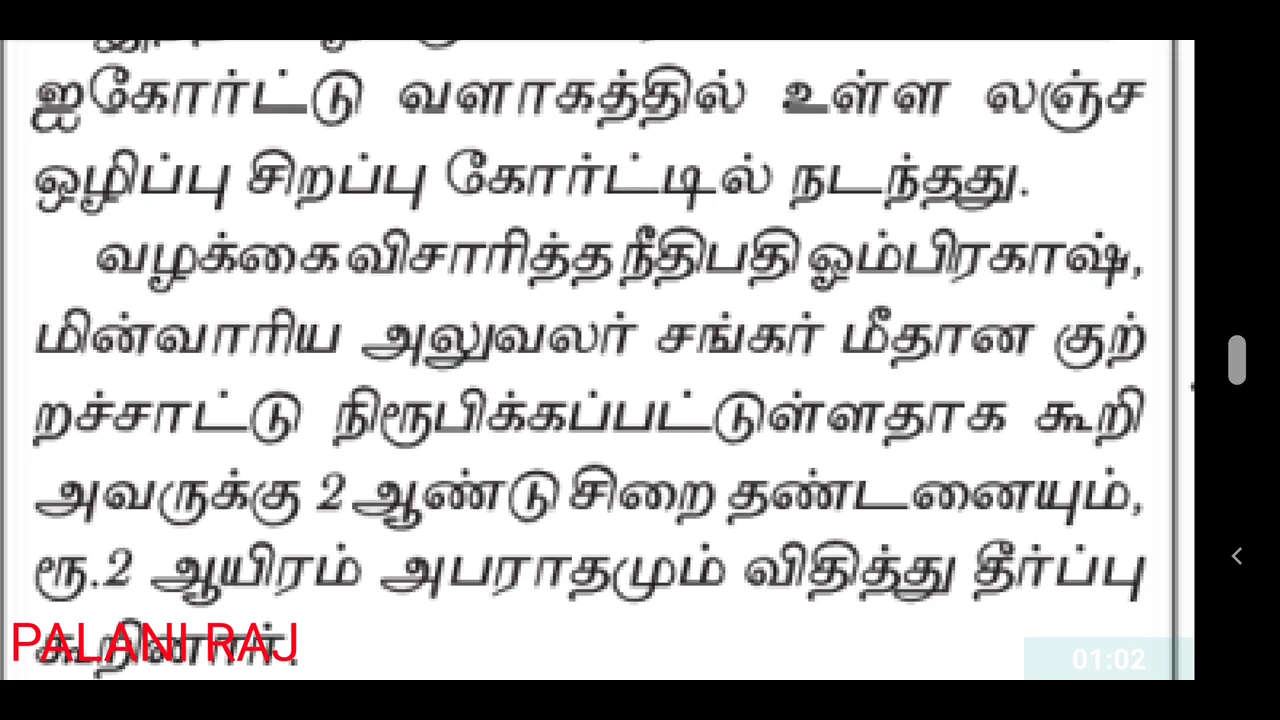 ஐகோர்ட்டு வளாகத்தில் உள்ள லஞ்ச
ஒழிப்பு சிறப்பு கோர்ட்டில் நடந்தது.
வழக்கை விசாரித்த நீதிபதி ஓம்பிரகாஷ்,
மின்வாரிய அலுவலர் சங்கர் மீதான குற்
றச்சாட்டு நிரூபிக்கப்பட்டுள்ளதாக கூறி
அவருக்கு 2 ஆண்டு சிறை தண்டனையும்,
ரூ.2 ஆயிரம் அபராதமும் விதித்து தீர்ப்பு
கூறினார்.
PALANI RAJ
01:02